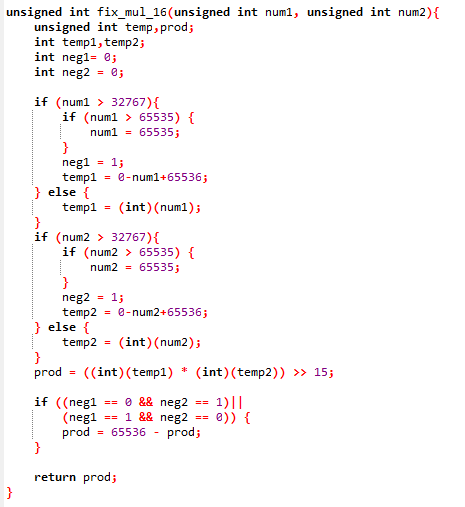 unsigned int fix_mul_16(unsigned int num1, unsigned int num2){
    unsigned int temp,prod;
    int temp1,temp2;
    int neg1= 0;
    int neg2 = 0;

    if (num1 > 32767){
        if (num1 > 65535) {
            num1 = 65535;
        }
        neg1 = 1;
        temp1 = 0-num1+65536;
    } else {
        temp1 = (int)(num1);
    }
    if (num2 > 32767){
        if (num2 > 65535) {
            num2 = 65535;
        }
        neg2 = 1;
        temp2 = 0-num2+65536;
    } else {
        temp2 = (int)(num2);
    }
    prod = ((int)(temp1) * (int)(temp2)) >> 15;

    if ((neg1 == 0 && neg2 == 1)||
        (neg1 == 1 && neg2 == 0)) {
        prod = 65536 - prod;
    }

    return prod;
}